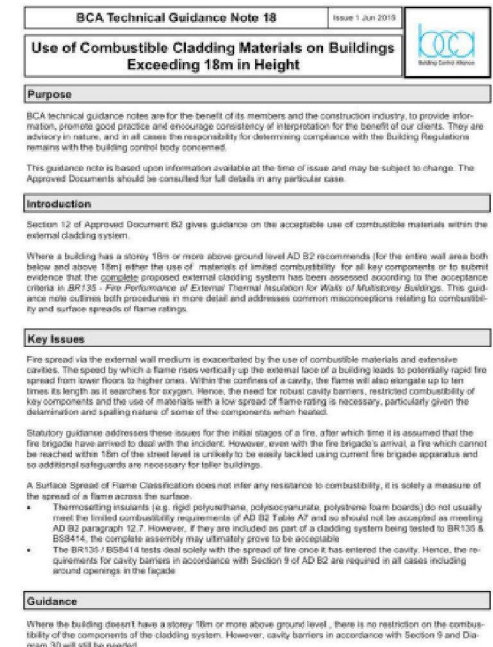 BCA Technical Guidance Note 18
Issue 1 Jun 2015
Use of Combustible Cladding Materials on Buildings
Exceeding 18m in Height
bca
Building Control Alliance
Purpose
BCA technical guidance notes are for the benefit of its members and the construction industry, to provide infor-
mation, promote good practice and encourage consistency of interpretation for the benefit of our clients. They are
advisory in nature, and in all cases the responsibility for determining compliance with the Building Regulations
remains with the building control body concerned.
This guidance note is based upon information available at the time of issue and may be subject to change. The
Approved Documents should be consulted for full details in any particular case.
Introduction
Section 12 of Approved Document B2 gives guidance on the acceptable use of combustible materials within the
external cladding system.
Where a building has a storey 18m or more above ground level AD B2 recommends (for the entire wall area both
below and above 18m) either the use of materials of limited combustibility for all key components or to submit
evidence that the complete proposed external cladding system has been assessed according to the acceptance
criteria in BR135 - Fire Performance of External Thermal Insulation for Walls of Multistorey Buildings. This guid-
ance note outlines both procedures in more detail and addresses common misconceptions relating to combustibil-
ity and surface spreads of flame ratings.
Key Issues
Fire spread via the external wall medium is exacerbated by the use of combustible materials and extensive
cavities. The speed by which a flame rises vertically up the external face of a building leads to potentially rapid fire
spread from lower floors to higher ones. Within the confines of a cavity, the flame will also elongate up to ten
times its length as it searches for oxygen. Hence, the need for robust cavity barriers, restricted combustibility of
key components and the use of materials with a low spread of flame rating is necessary, particularly given the
delamination and spalling nature of some of the components when heated.
Statutory guidance addresses these issues for the initial stages of a fire, after which time it is assumed that the
fire brigade have arrived to deal with the incident. However, even with the fire brigade's arrival, a fire which cannot
be reached within 18m of the street level is unlikely to be easily tackled using current fire brigade apparatus and
so additional safeguards are necessary for taller buildings.
A Surface Spread of Flame Classification does not infer any resistance to combustibility, it is solely a measure of
the spread of a flame across the surface.
• Thermosetting insulants (e.g. rigid polyurethane, polyisocyanurate, polystrene foam boards) do not usually
meet the limited combustibility requirements of AD B2 Table A7 and so should not be accepted as meeting
AD B2 paragraph 12.7. However, if they are included as part of a cladding system being tested to BR135 &
BS8414, the complete assembly may ultimately prove to be acceptable
• The BR135 / BS8414 tests deal solely with the spread of fire once it has entered the cavity. Hence, the re-
quirements for cavity barriers in accordance with Section 9 of AD B2 are required in all cases including
around openings in the façade
Guidance
Where the building doesn't have a storey 18m or more above ground level , there is no restriction on the combus-
tibility of the components of the cladding system. However, cavity barriers in accordance with Section 9 and Dia-
gram 30 will still be needed.